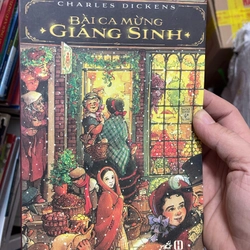 CHARLES DICKENS
BÀI CA MỪNG
GIÁNG SINH